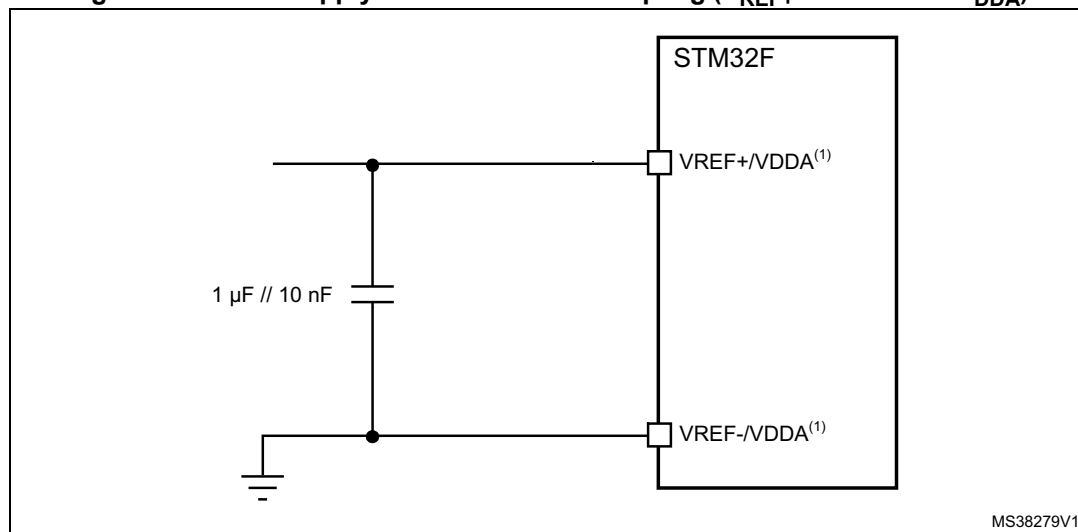 STM32F
VREF+/VDDA(1)
1 µF // 10 nF
VREF-/VDDA(1)
MS38279V1